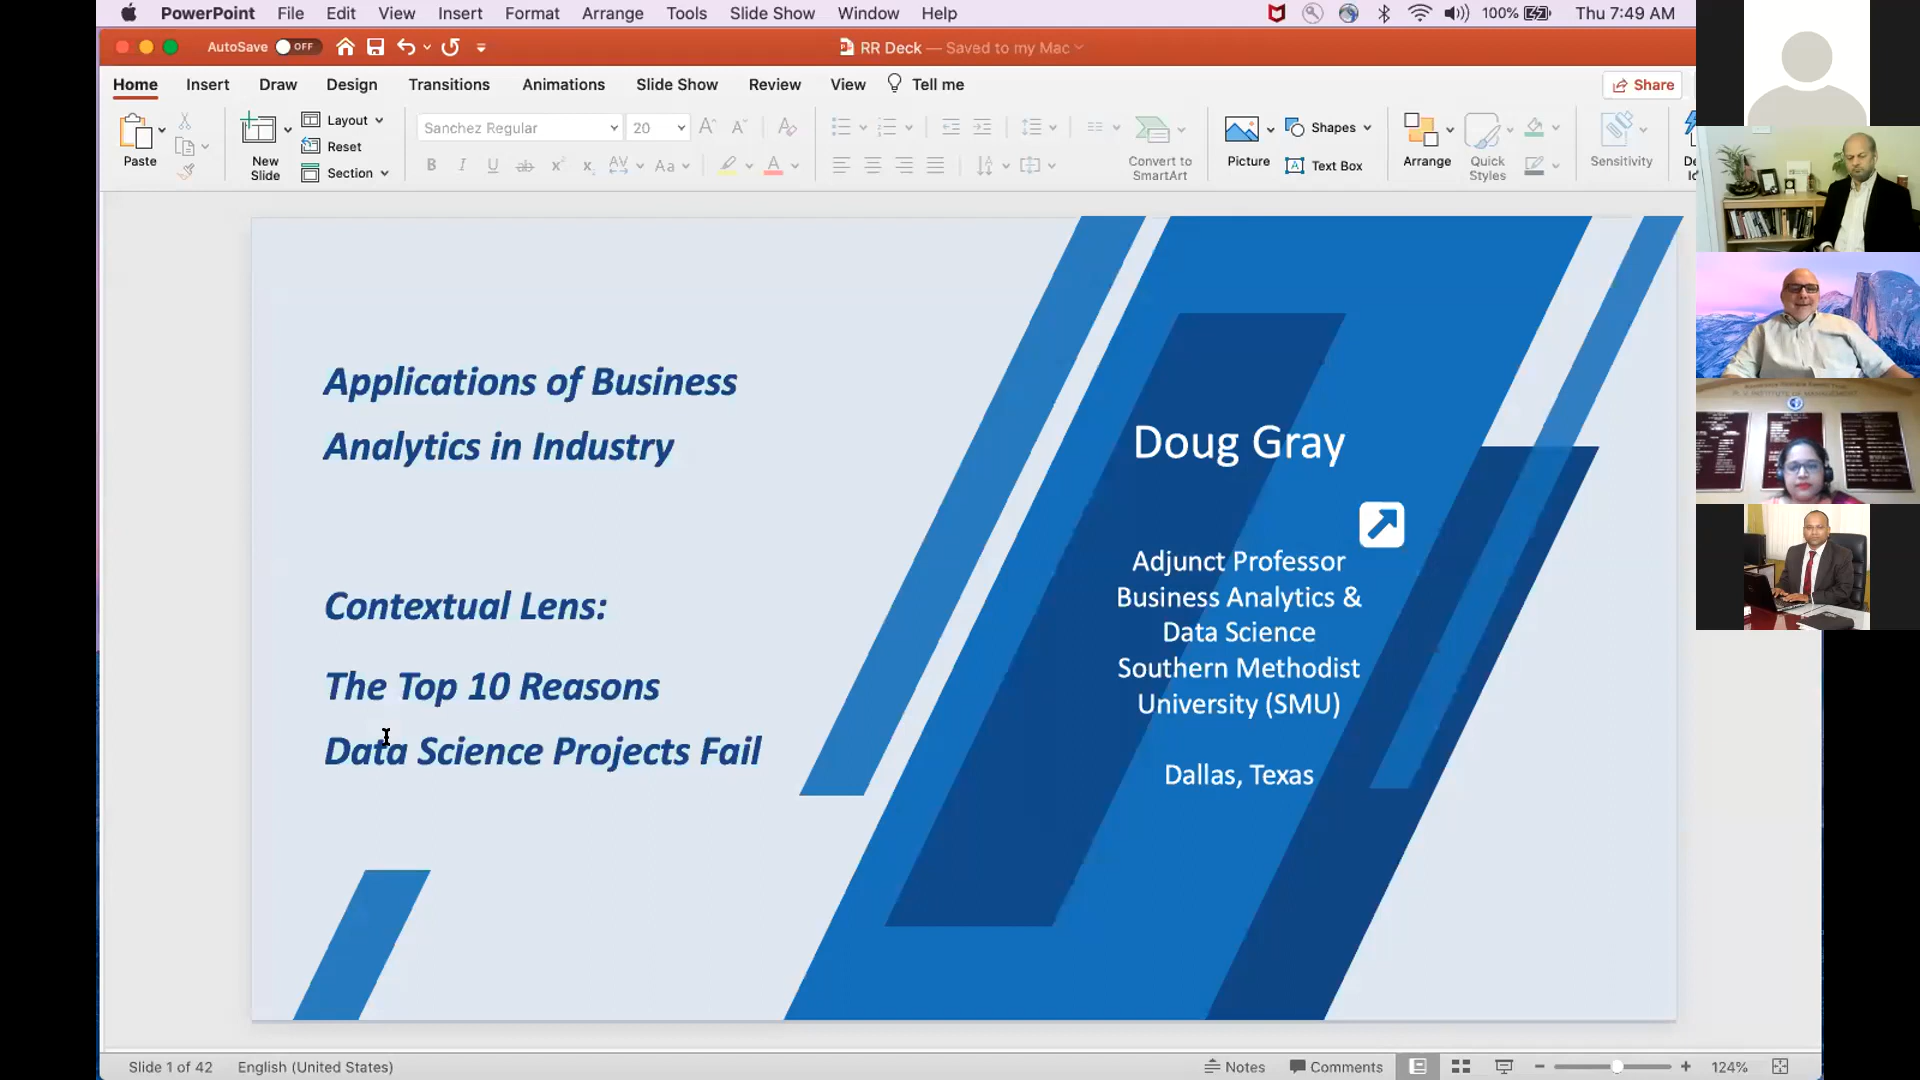 PowerPoint File Edit View Insert Format Arrange Tools Slide Show Window Help 100% Thu 7:49 AM
AutoSave OFF RR Deck — Saved to my Mac
Home Insert Draw Design Transitions Animations Slide Show Review View Tell me Share
Paste New Slide Layout Reset Section
Sanchez Regular 20
B I U ab x² x₂ AV Aa A
Convert to SmartArt
Picture Shapes Text Box Arrange Quick Styles Sensitivity
Applications of Business
Analytics in Industry
Contextual Lens:
The Top 10 Reasons
Data Science Projects Fail
Doug Gray
Adjunct Professor
Business Analytics &
Data Science
Southern Methodist
University (SMU)
Dallas, Texas
Slide 1 of 42 English (United States) Notes Comments 124%